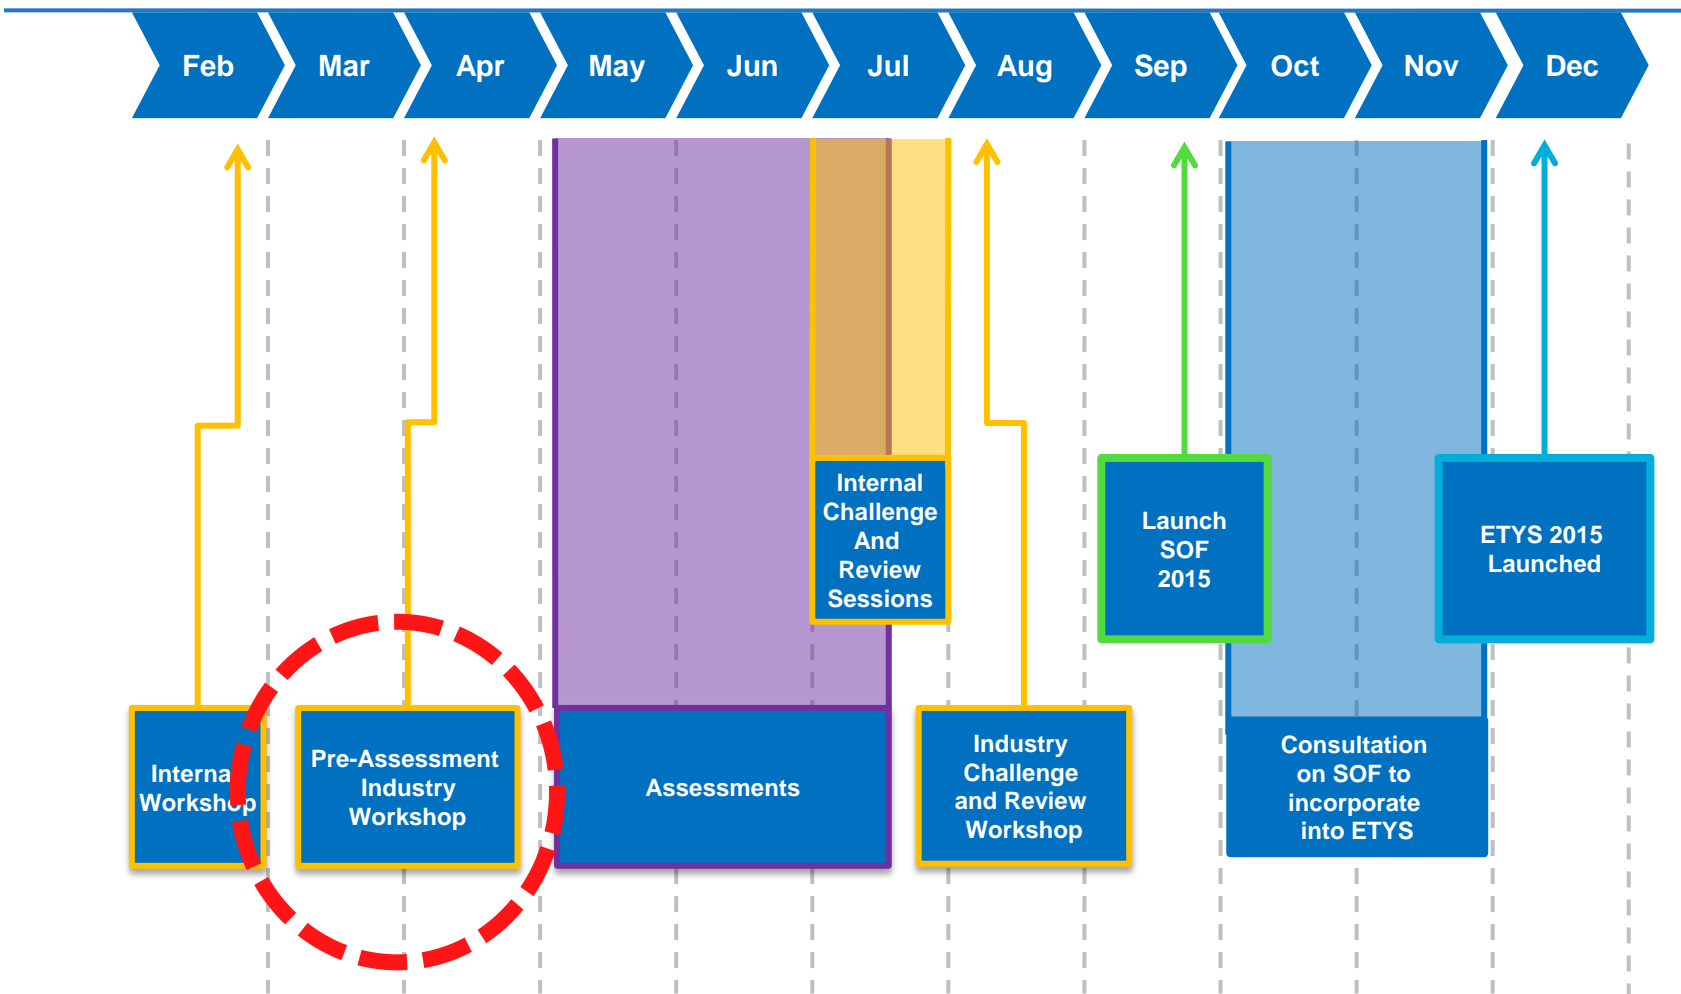 Feb
Mar
Apr
May
Jun
Jul
Aug
Sep
Oct
Nov
Dec
Internal
Challenge
And
Review
Sessions
Launch
SOF
2015
ETYS 2015
Launched
Internal
Workshop
Pre-Assessment
Industry
Workshop
Assessments
Industry
Challenge
and Review
Workshop
Consultation
on SOF to
incorporate
into ETYS